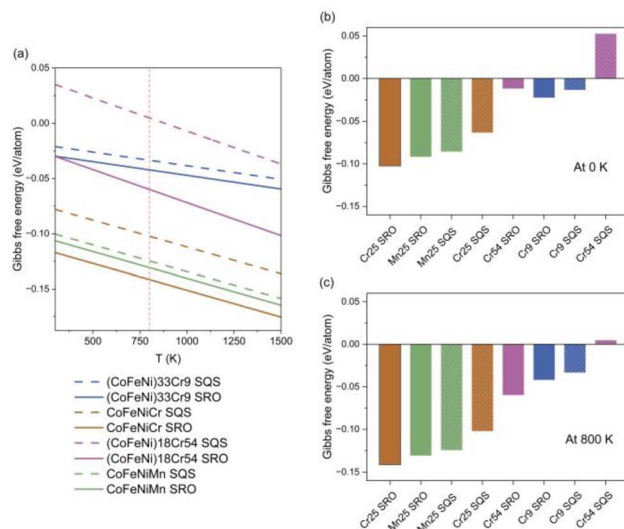 (a)
Gibbs free energy (eV/atom)
0.05
0.00
−0.05
−0.10
−0.15
500
750
1000
1250
1500
T (K)
(CoFeNi)33Cr9 SQS
(CoFeNi)33Cr9 SRO
CoFeNiCr SQS
CoFeNiCr SRO
(CoFeNi)18Cr54 SQS
(CoFeNi)18Cr54 SRO
CoFeNiMn SQS
CoFeNiMn SRO
(b)
Gibbs free energy (eV/atom)
0.05
0.00
−0.05
−0.10
−0.15
At 0 K
Cr25 SRO
Mn25 SRO
Mn25 SQS
Cr25 SQS
Cr54 SRO
Cr9 SRO
Cr9 SQS
Cr54 SQS
(c)
Gibbs free energy (eV/atom)
0.05
0.00
−0.05
−0.10
−0.15
At 800 K
Cr25 SRO
Mn25 SRO
Mn25 SQS
Cr25 SQS
Cr54 SRO
Cr9 SRO
Cr9 SQS
Cr54 SQS